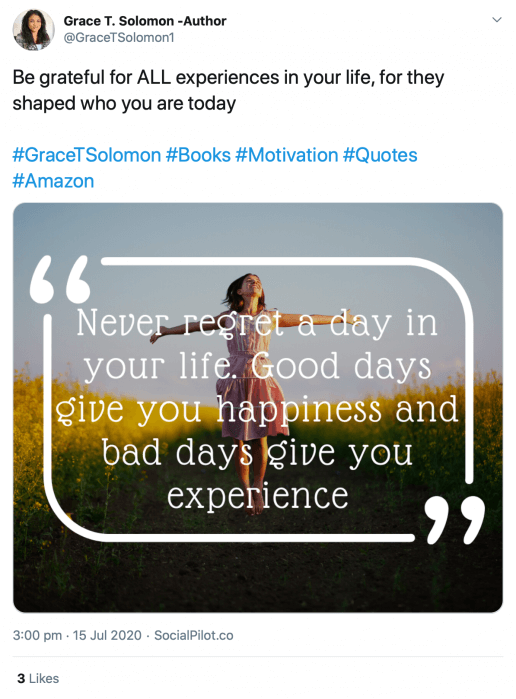 Grace T. Solomon -Author
@GraceTSolomon1
Be grateful for ALL experiences in your life, for they
shaped who you are today
#GraceTSolomon #Books #Motivation #Quotes
#Amazon
“
Never regret a day in
your life. Good days
give you happiness and
bad days give you
experience
”
3:00 pm · 15 Jul 2020 · SocialPilot.co
3 Likes